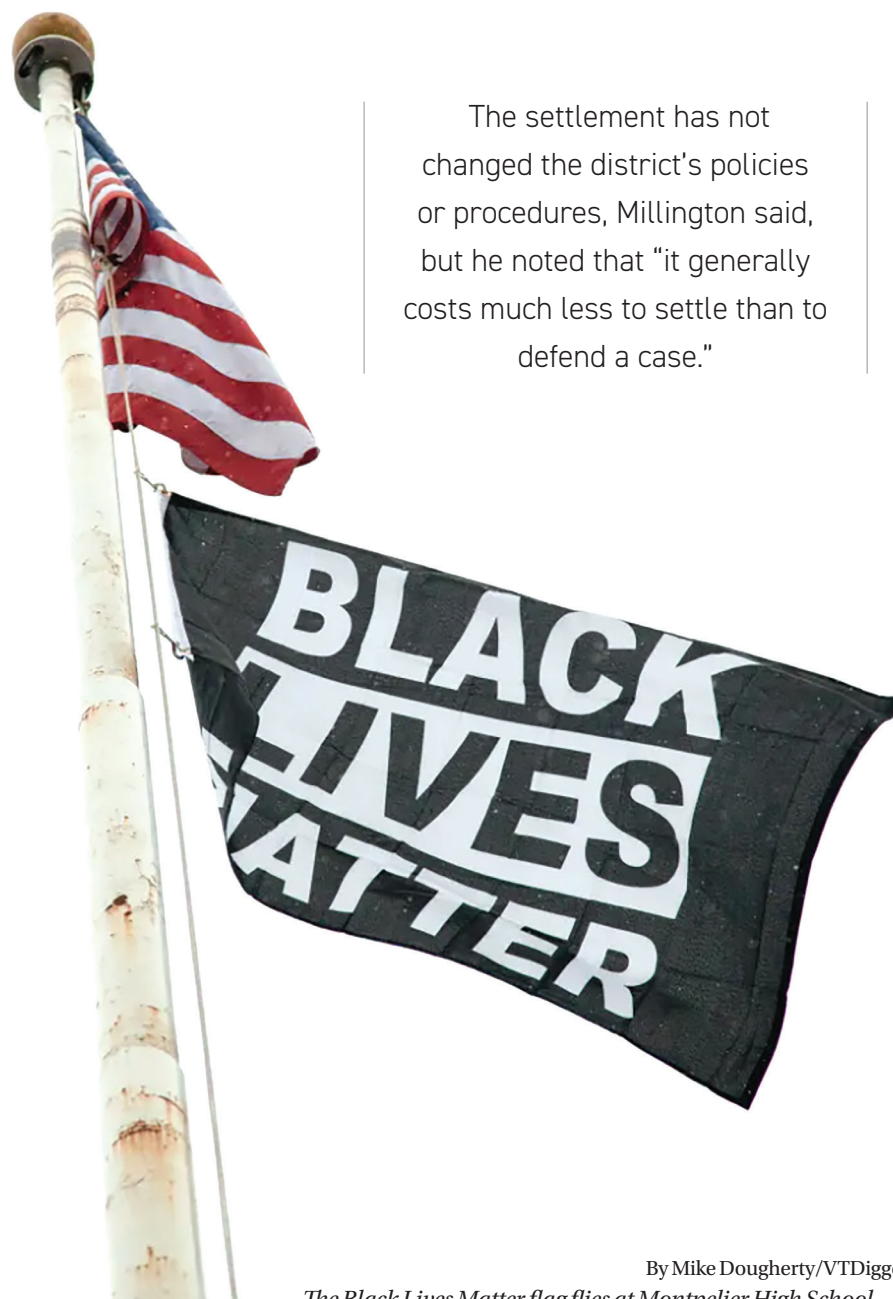 The settlement has not
changed the district’s policies
or procedures, Millington said,
but he noted that “it generally
costs much less to settle than to
defend a case.”
BLACK
LIVES
MATTER
By Mike Dougherty/VTDigge
The Black Lives Matter flag flies at Montpelier High School